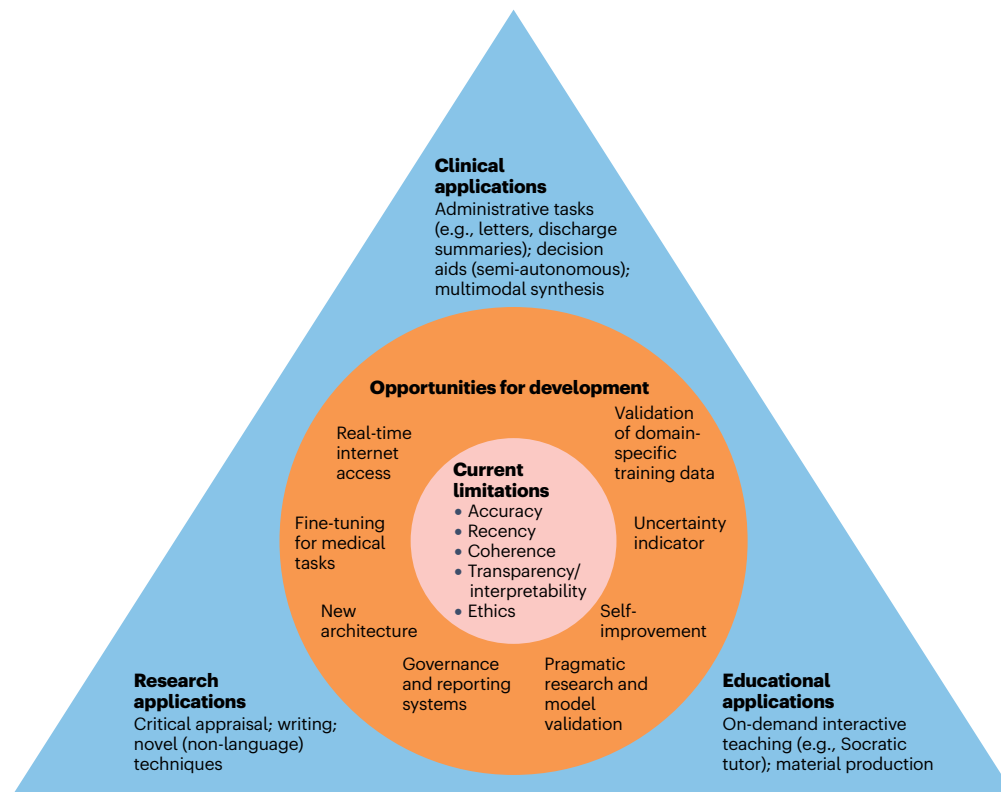 Clinical
applications
Administrative tasks
(e.g., letters, discharge
summaries); decision
aids (semi-autonomous);
multimodal synthesis
Opportunities for development
Real-time
internet
access
Validation
of domain-
specific
training data
Fine-tuning
for medical
tasks
Current
limitations
• Accuracy
• Recency
• Coherence
• Transparency/
interpretability
• Ethics
Uncertainty
indicator
New
architecture
Self-
improvement
Governance
and reporting
systems
Pragmatic
research and
model
validation
Research
applications
Critical appraisal; writing;
novel (non-language)
techniques
Educational
applications
On-demand interactive
teaching (e.g., Socratic
tutor); material production